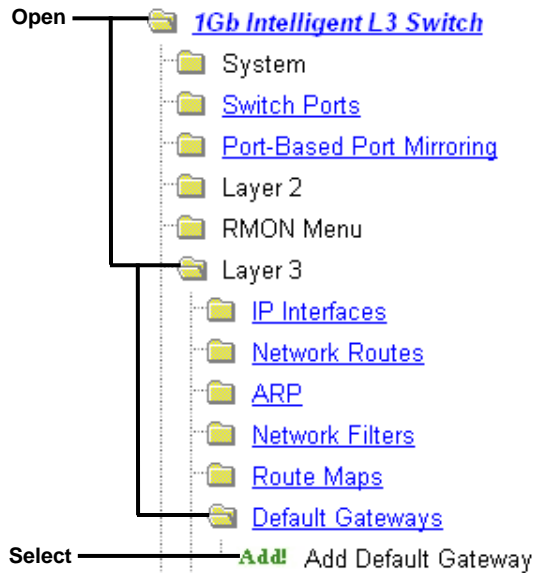 Open 1Gb Intelligent L3 Switch
System
Switch Ports
Port-Based Port Mirroring
Layer 2
RMON Menu
Layer 3
IP Interfaces
Network Routes
ARP
Network Filters
Route Maps
Default Gateways
Select Add! Add Default Gateway